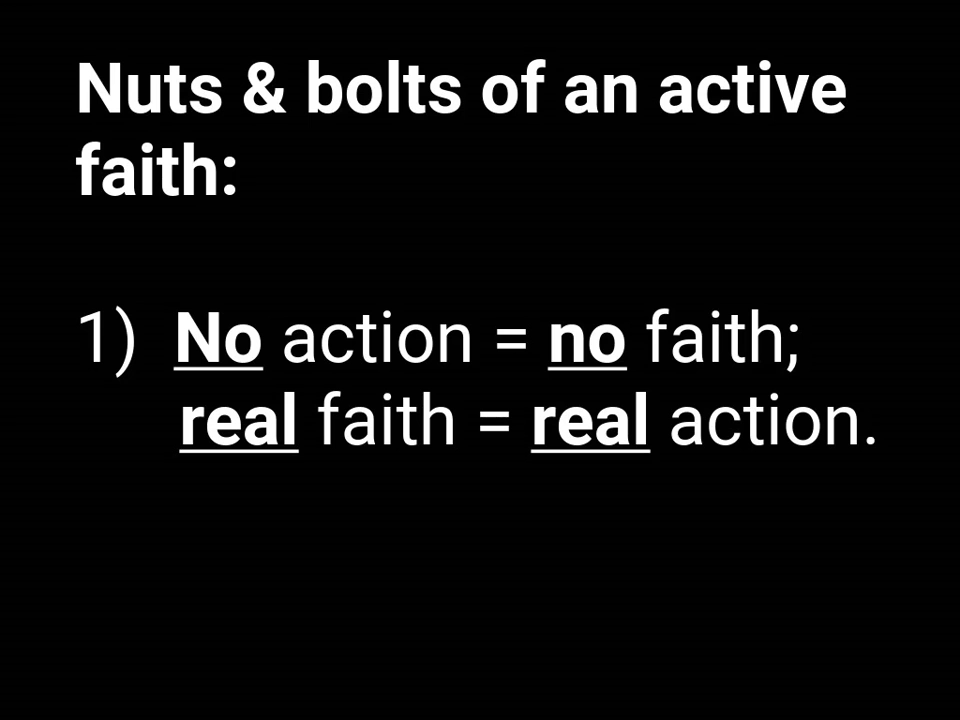 Nuts & bolts of an active
faith:
1) No action = no faith;
real faith = real action.